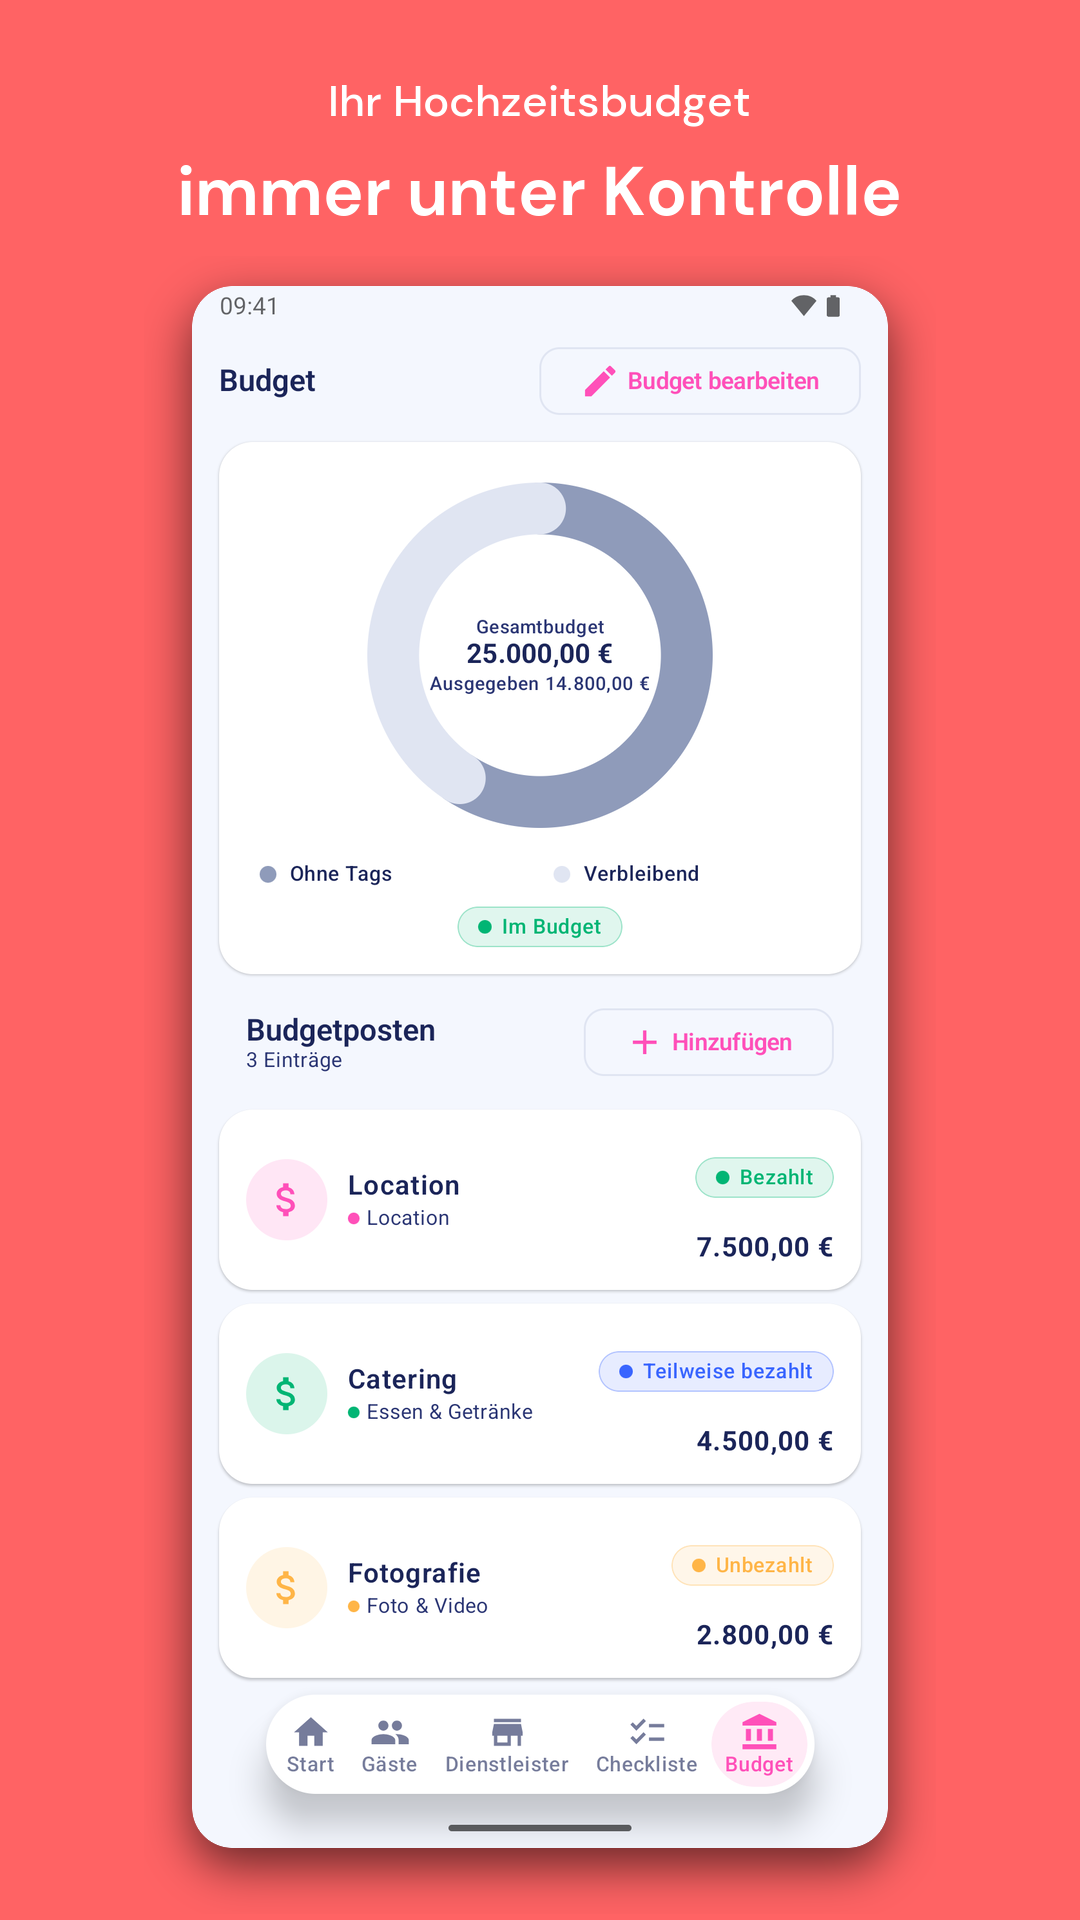 Ihr Hochzeitsbudget
immer unter Kontrolle
09:41
Budget
Budget bearbeiten
Gesamtbudget
25.000,00 €
Ausgegeben 14.800,00 €
Ohne Tags
Verbleibend
Im Budget
Budgetposten
3 Einträge
Hinzufügen
$
Location
Location
Bezahlt
7.500,00 €
$
Catering
Essen & Getränke
Teilweise bezahlt
4.500,00 €
$
Fotografie
Foto & Video
Unbezahlt
2.800,00 €
Start
Gäste
Dienstleister
Checkliste
Budget